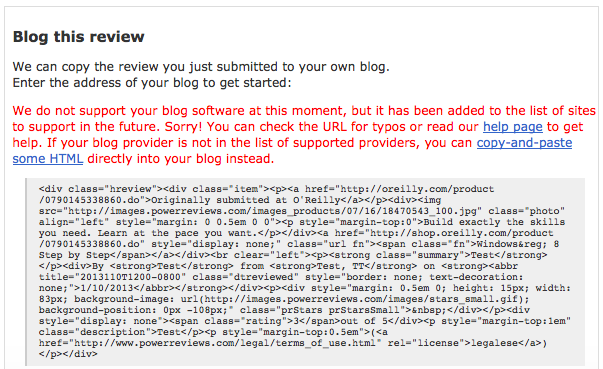 Blog this review
We can copy the review you just submitted to your own blog.
Enter the address of your blog to get started:
We do not support your blog software at this moment, but it has been added to the list of sites
to support in the future. Sorry! You can check the URL for typos or read our help page to get
help. If your blog provider is not in the list of supported providers, you can copy-and-paste
some HTML directly into your blog instead.
<div class="hreview"><div class="item"><p><a href="http://oreilly.com/product
/0790145338860.do">Originally submitted at O'Reilly</a></p><div><img
src="http://images.powerreviews.com/images_products/07/16/18470543_100.jpg" class="photo"
align="left" style="margin: 0 0.5em 0 0"><p style="margin-top:0">Build exactly the skills
you need. Learn at the pace you want.</p></div><a href="http://shop.oreilly.com/product
/0790145338860.do" style="display: none;" class="url fn"><span class="fn">Windows&reg; 8
Step by Step</span></a></div><br clear="left"><p><strong class="summary">Test</strong>
</p><div>By <strong>Test</strong> from <strong>Test, TT</strong> on <strong><abbr
title="2013110T1200-0800" class="dtreviewed" style="border: none; text-decoration:
none;">1/10/2013</abbr></strong></div><p><div style="margin: 0.5em 0; height: 15px; width:
83px; background-image: url(http://images.powerreviews.com/images/stars_small.gif);
background-position: 0px -108px;" class="prStars prStarsSmall">&nbsp;</div></p><div
style="display: none"><span class="rating">3</span>out of 5</div><p style="margin-top:1em"
class="description">Test</p><p style="margin-top:0.5em">(<a
href="http://www.powerreviews.com/legal/terms_of_use.html" rel="license">legalese</a>)
</p></div>